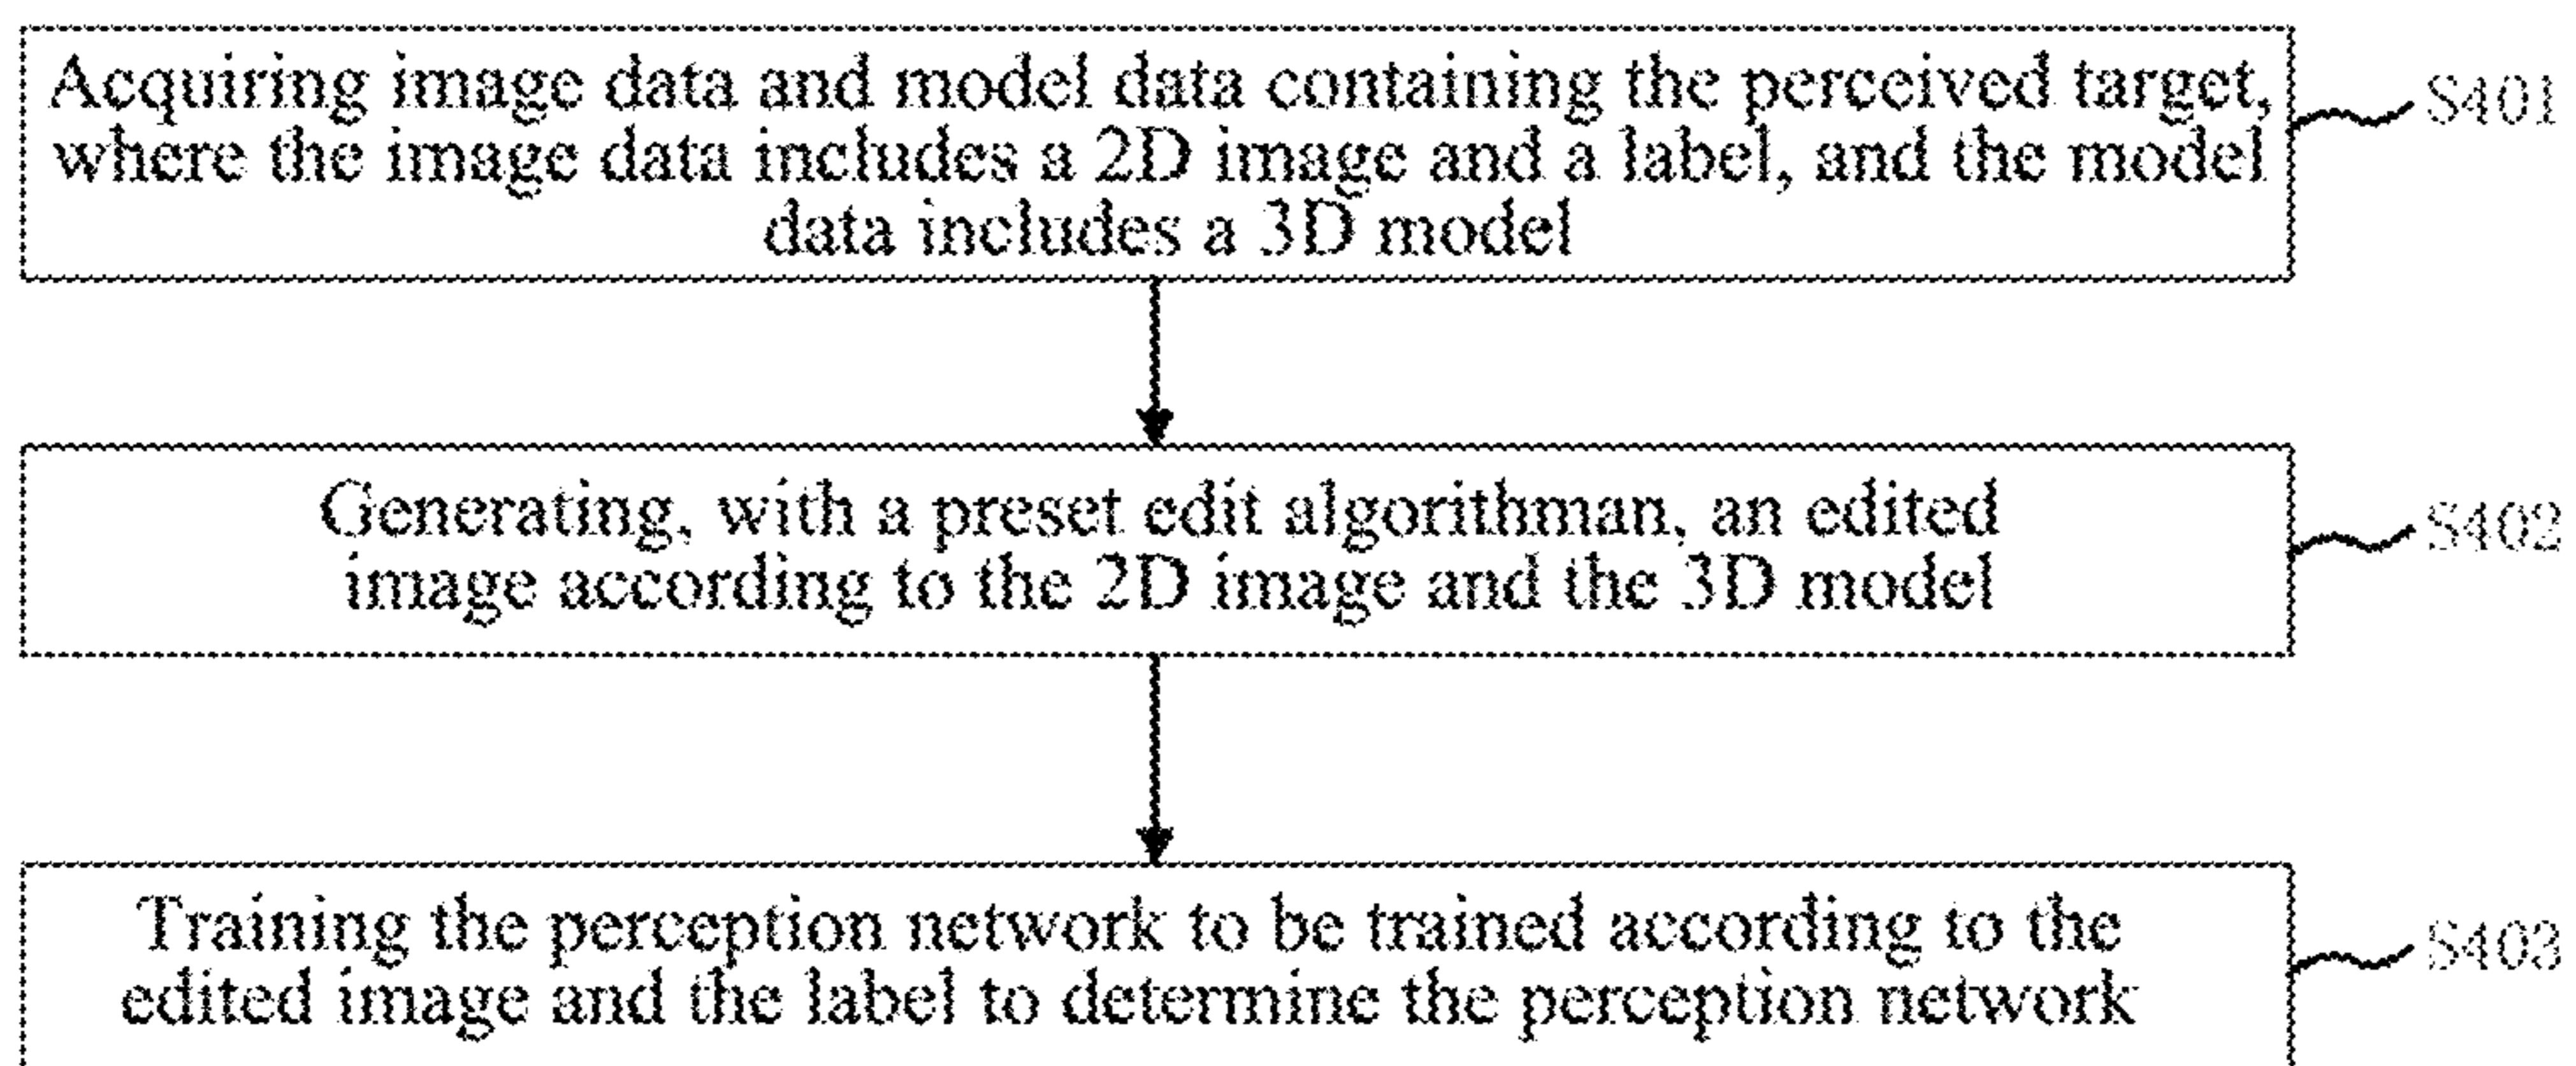 Acquiring image data and model data containing the perceived target,
where the image data includes a 2D image and a label, and the model
data includes a 3D model
S401
Generating, with a preset edit algorithman, an edited
image according to the 2D image and the 3D model
S402
Training the perception network to be trained according to the
edited image and the label to determine the perception network
S403